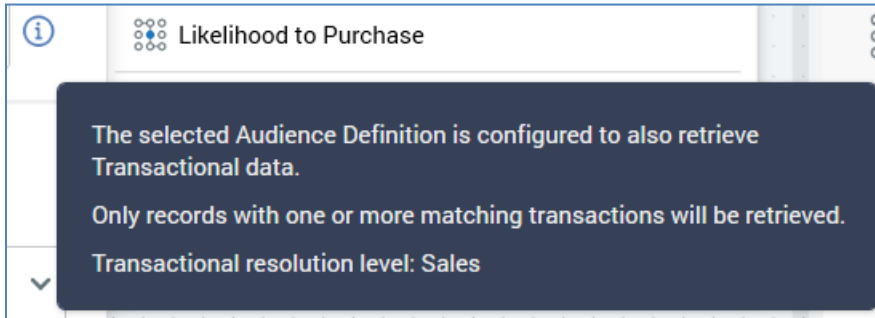 Likelihood to Purchase
The selected Audience Definition is configured to also retrieve
Transactional data.
Only records with one or more matching transactions will be retrieved.
Transactional resolution level: Sales